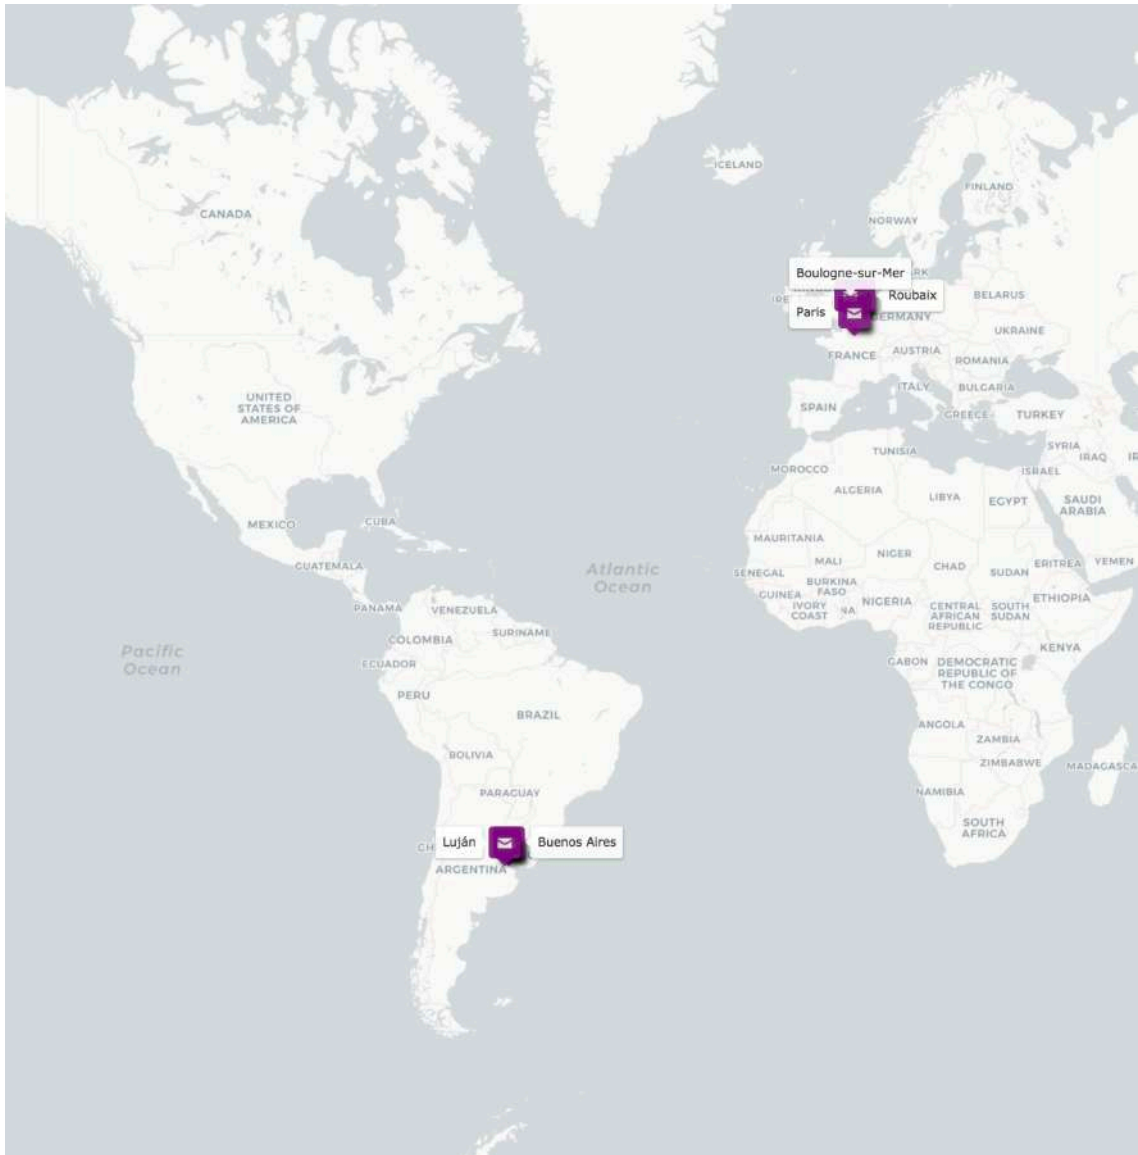 ICELAND
FINLAND
CANADA
NORWAY
Boulogne-sur-Mer
Roubaix
BELARUS
Paris
GERMANY
UKRAINE
FRANCE
AUSTRIA
ROMANIA
ITALY
BULGARIA
UNITED
STATES OF
AMERICA
SPAIN
GREECE
TURKEY
TUNISIA
SYRIA
IRAQ
MOROCCO
ISRAEL
ALGERIA
LIBYA
EGYPT
SAUDI
ARABIA
MEXICO
CUBA
MAURITANIA
GUATEMALA
Atlantic
Ocean
MALI
NIGER
CHAD
SUDAN
ERITREA
YEMEN
SENEGAL
BURKINA
FASO
GUINEA
IVORY
COAST
NIGERIA
CENTRAL
AFRICAN
REPUBLIC
SOUTH
SUDAN
ETHIOPIA
PANAMA
VENEZUELA
COLOMBIA
SURINAME
KENYA
Pacific
Ocean
ECUADOR
GABON
DEMOCRATIC
REPUBLIC OF
THE CONGO
PERU
BRAZIL
ANGOLA
ZAMBIA
BOLIVIA
ZIMBABWE
MADAGASCA
PARAGUAY
NAMIBIA
SOUTH
AFRICA
Luján
Buenos Aires
ARGENTINA